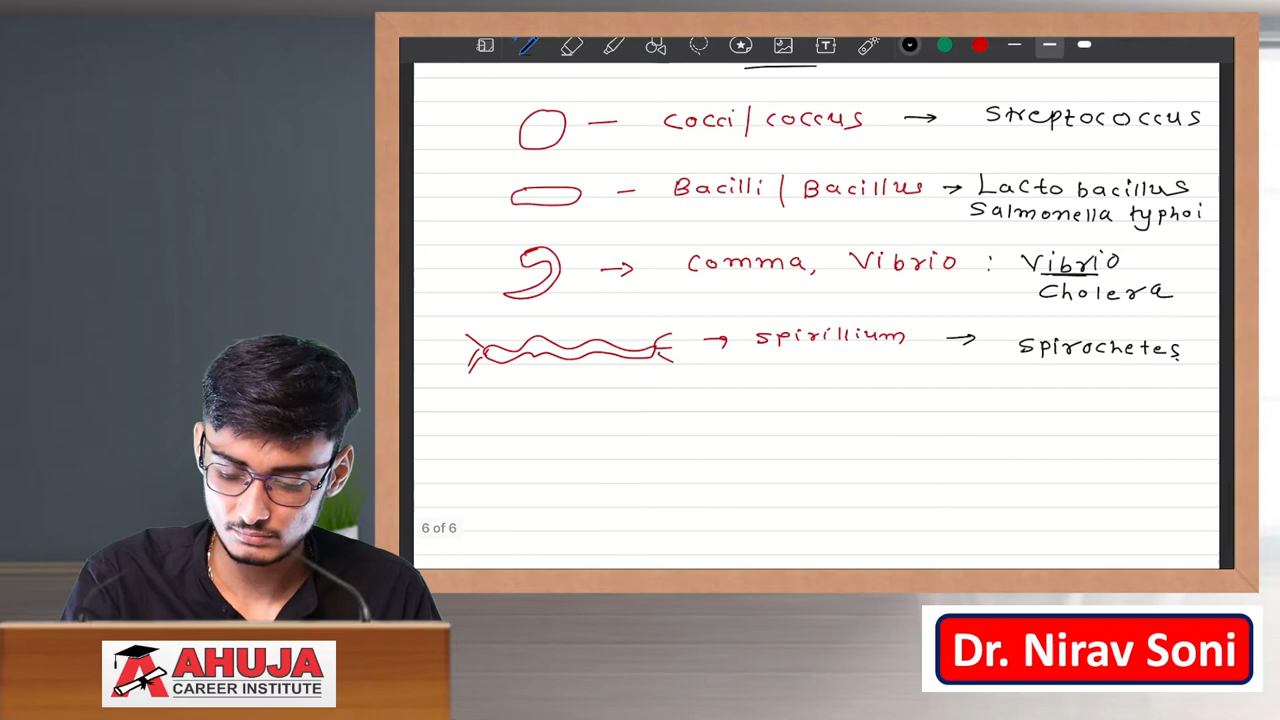 cocci / coccus → Streptococcus
Bacilli / Bacillus → Lacto bacillus
Salmonella typhoi
→ comma, Vibrio : Vibrio
Cholera
→ spirillium → spirochetes
6 of 6
AHUJA
CAREER INSTITUTE
Dr. Nirav Soni